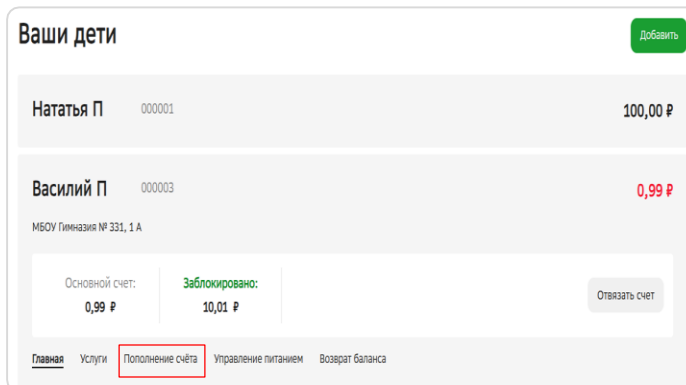 Ваши дети
Добавить
Нататья П 000001 100,00 ₽
Василий П 000003 0,99 ₽
МБОУ Гимназия № 331, 1 А
Основной счет: Заблокировано:
0,99 ₽ 10,01 ₽ Отвязать счет
Главная Услуги Пополнение счёта Управление питанием Возврат баланса